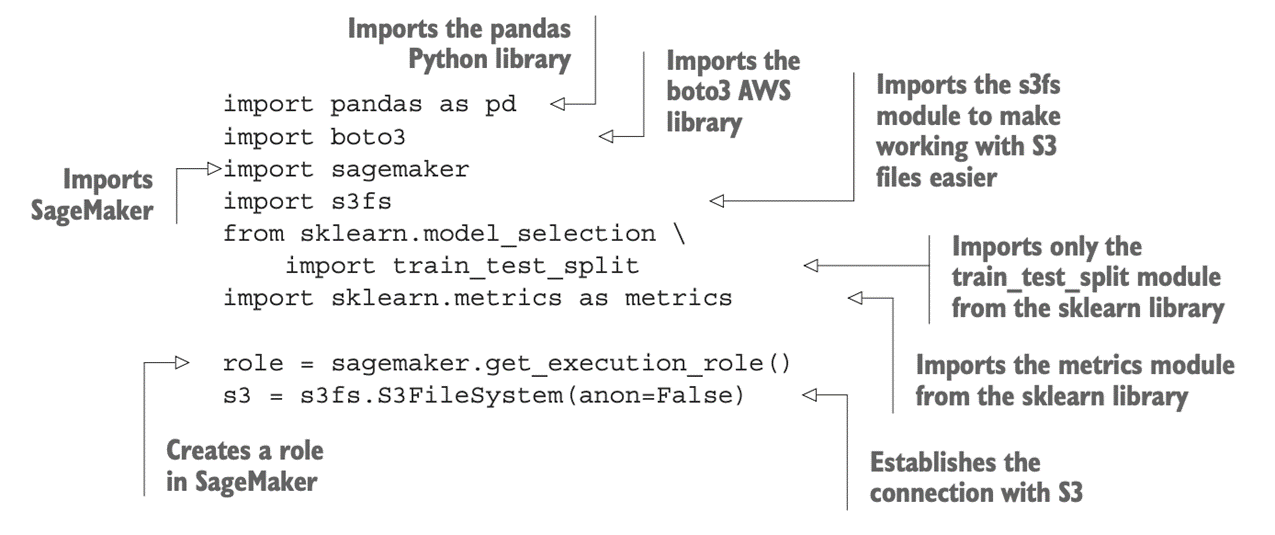 Imports the pandas
Python library
Imports the
boto3 AWS
library
Imports the s3fs
module to make
working with S3
files easier
import pandas as pd
import boto3
Imports
SageMaker
import sagemaker
import s3fs
from sklearn.model_selection \
    import train_test_split
import sklearn.metrics as metrics
Imports only the
train_test_split module
from the sklearn library
Imports the metrics module
from the sklearn library
role = sagemaker.get_execution_role()
s3 = s3fs.S3FileSystem(anon=False)
Creates a role
in SageMaker
Establishes the
connection with S3